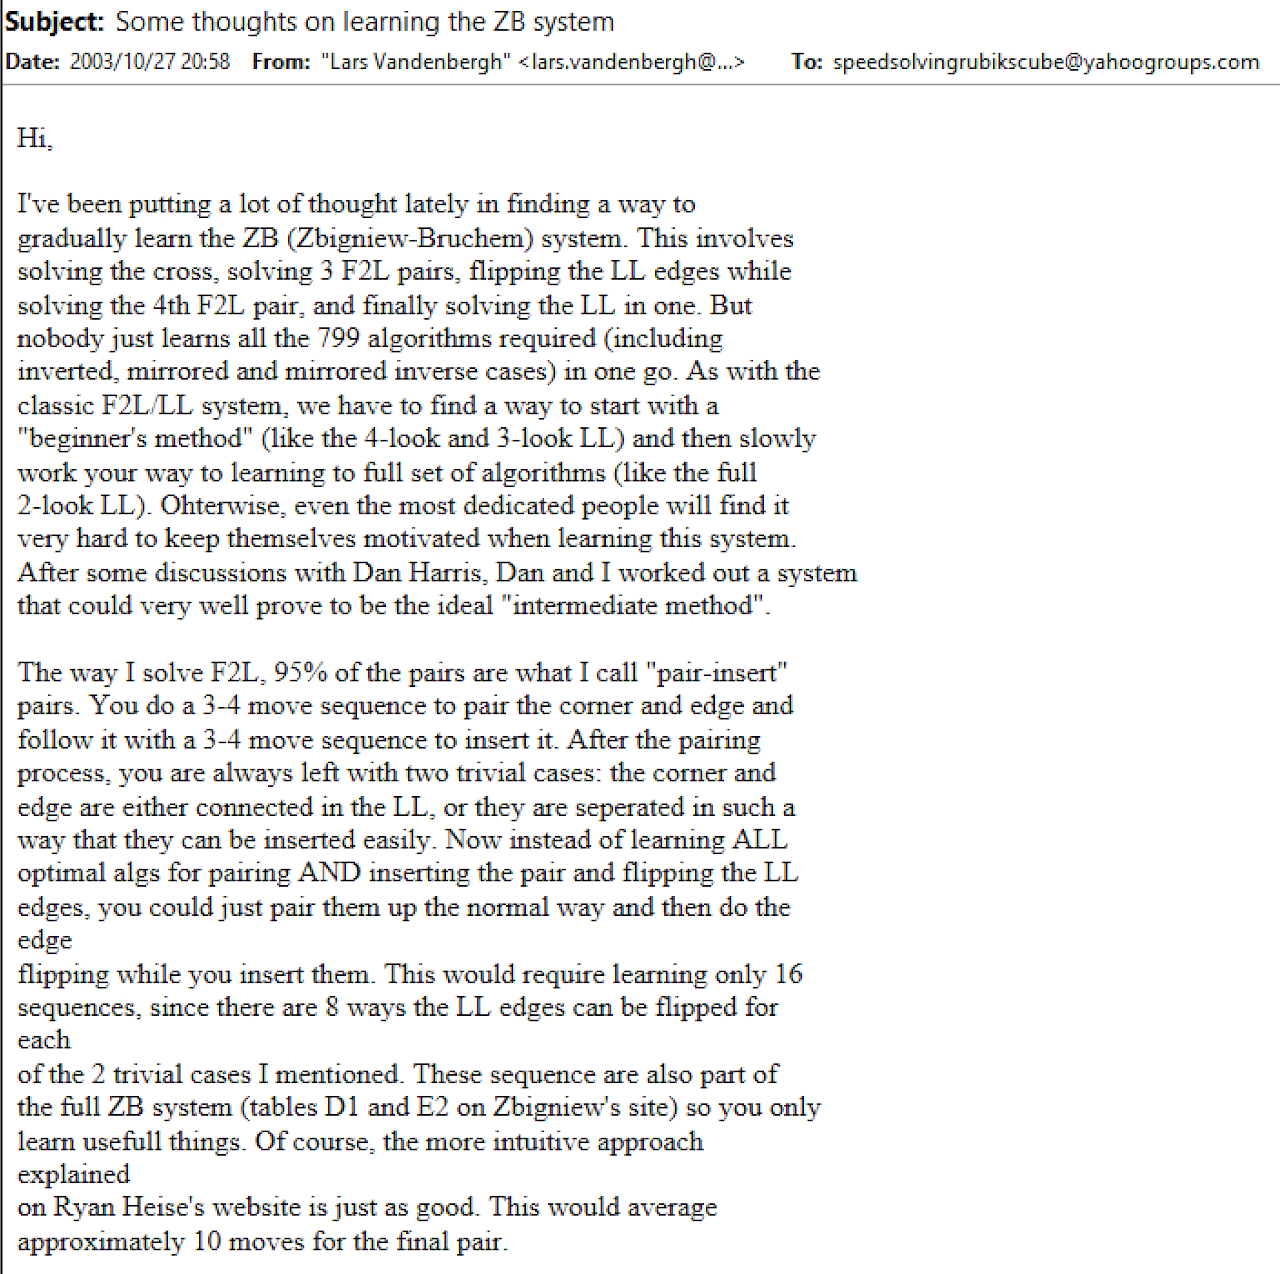 Subject: Some thoughts on learning the ZB system
Date: 2003/10/27 20:58 From: "Lars Vandenbergh" <lars.vandenbergh@...> To: speedsolvingrubikscube@yahoogroups.com
Hi,
I've been putting a lot of thought lately in finding a way to
gradually learn the ZB (Zbigniew-Bruchem) system. This involves
solving the cross, solving 3 F2L pairs, flipping the LL edges while
solving the 4th F2L pair, and finally solving the LL in one. But
nobody just learns all the 799 algorithms required (including
inverted, mirrored and mirrored inverse cases) in one go. As with the
classic F2L/LL system, we have to find a way to start with a
"beginner's method" (like the 4-look and 3-look LL) and then slowly
work your way to learning to full set of algorithms (like the full
2-look LL). Ohterwise, even the most dedicated people will find it
very hard to keep themselves motivated when learning this system.
After some discussions with Dan Harris, Dan and I worked out a system
that could very well prove to be the ideal "intermediate method".
The way I solve F2L, 95% of the pairs are what I call "pair-insert"
pairs. You do a 3-4 move sequence to pair the corner and edge and
follow it with a 3-4 move sequence to insert it. After the pairing
process, you are always left with two trivial cases: the corner and
edge are either connected in the LL, or they are seperated in such a
way that they can be inserted easily. Now instead of learning ALL
optimal algs for pairing AND inserting the pair and flipping the LL
edges, you could just pair them up the normal way and then do the
edge
flipping while you insert them. This would require learning only 16
sequences, since there are 8 ways the LL edges can be flipped for
each
of the 2 trivial cases I mentioned. These sequence are also part of
the full ZB system (tables D1 and E2 on Zbigniew's site) so you only
learn usefull things. Of course, the more intuitive approach
explained
on Ryan Heise's website is just as good. This would average
approximately 10 moves for the final pair.